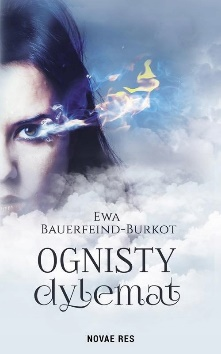 Ewa
Bauerfeind-Burkot
OGNISTY
dylemat
NOVAE RES